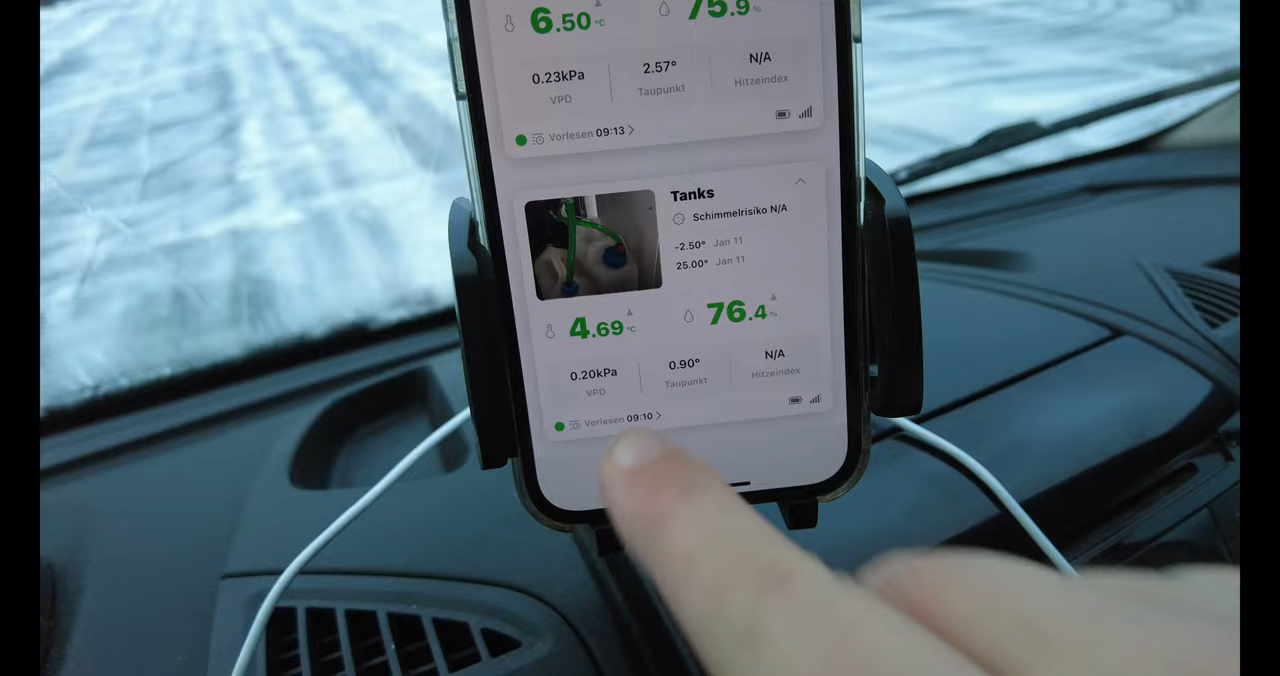 6.50°C 75.9%
0.23kPa 2.57° N/A
VPD Taupunkt Hitzeindex
Vorlesen 09:13 >
Tanks
Schimmelrisiko N/A
-2.50° Jan 11
25.00° Jan 11
4.69°C 76.4%
0.20kPa 0.90° N/A
VPD Taupunkt Hitzeindex
Vorlesen 09:10 >